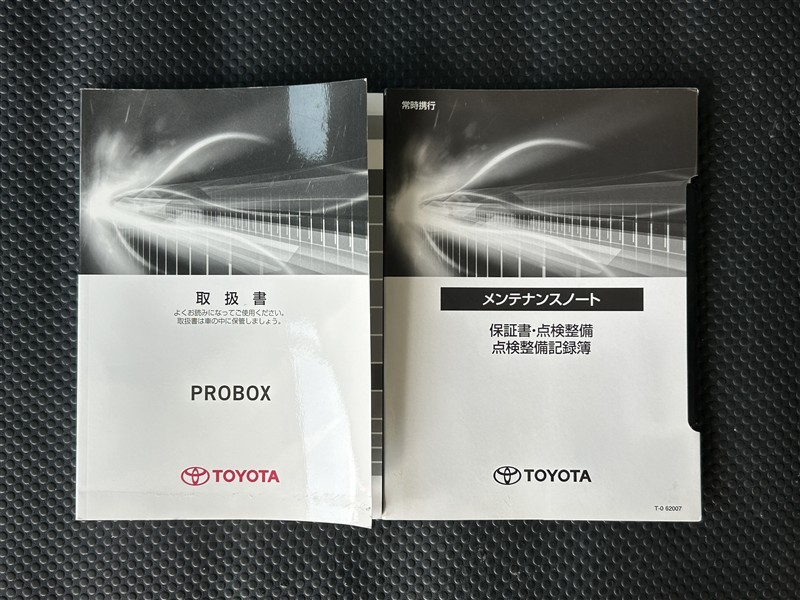 取扱書
よくお読みになってご使用ください。
取扱書は車の中に保管しましょう。
PROBOX
TOYOTA
常時携行
メンテナンスノート
保証書・点検整備
点検整備記録簿
TOYOTA
T-0 62007